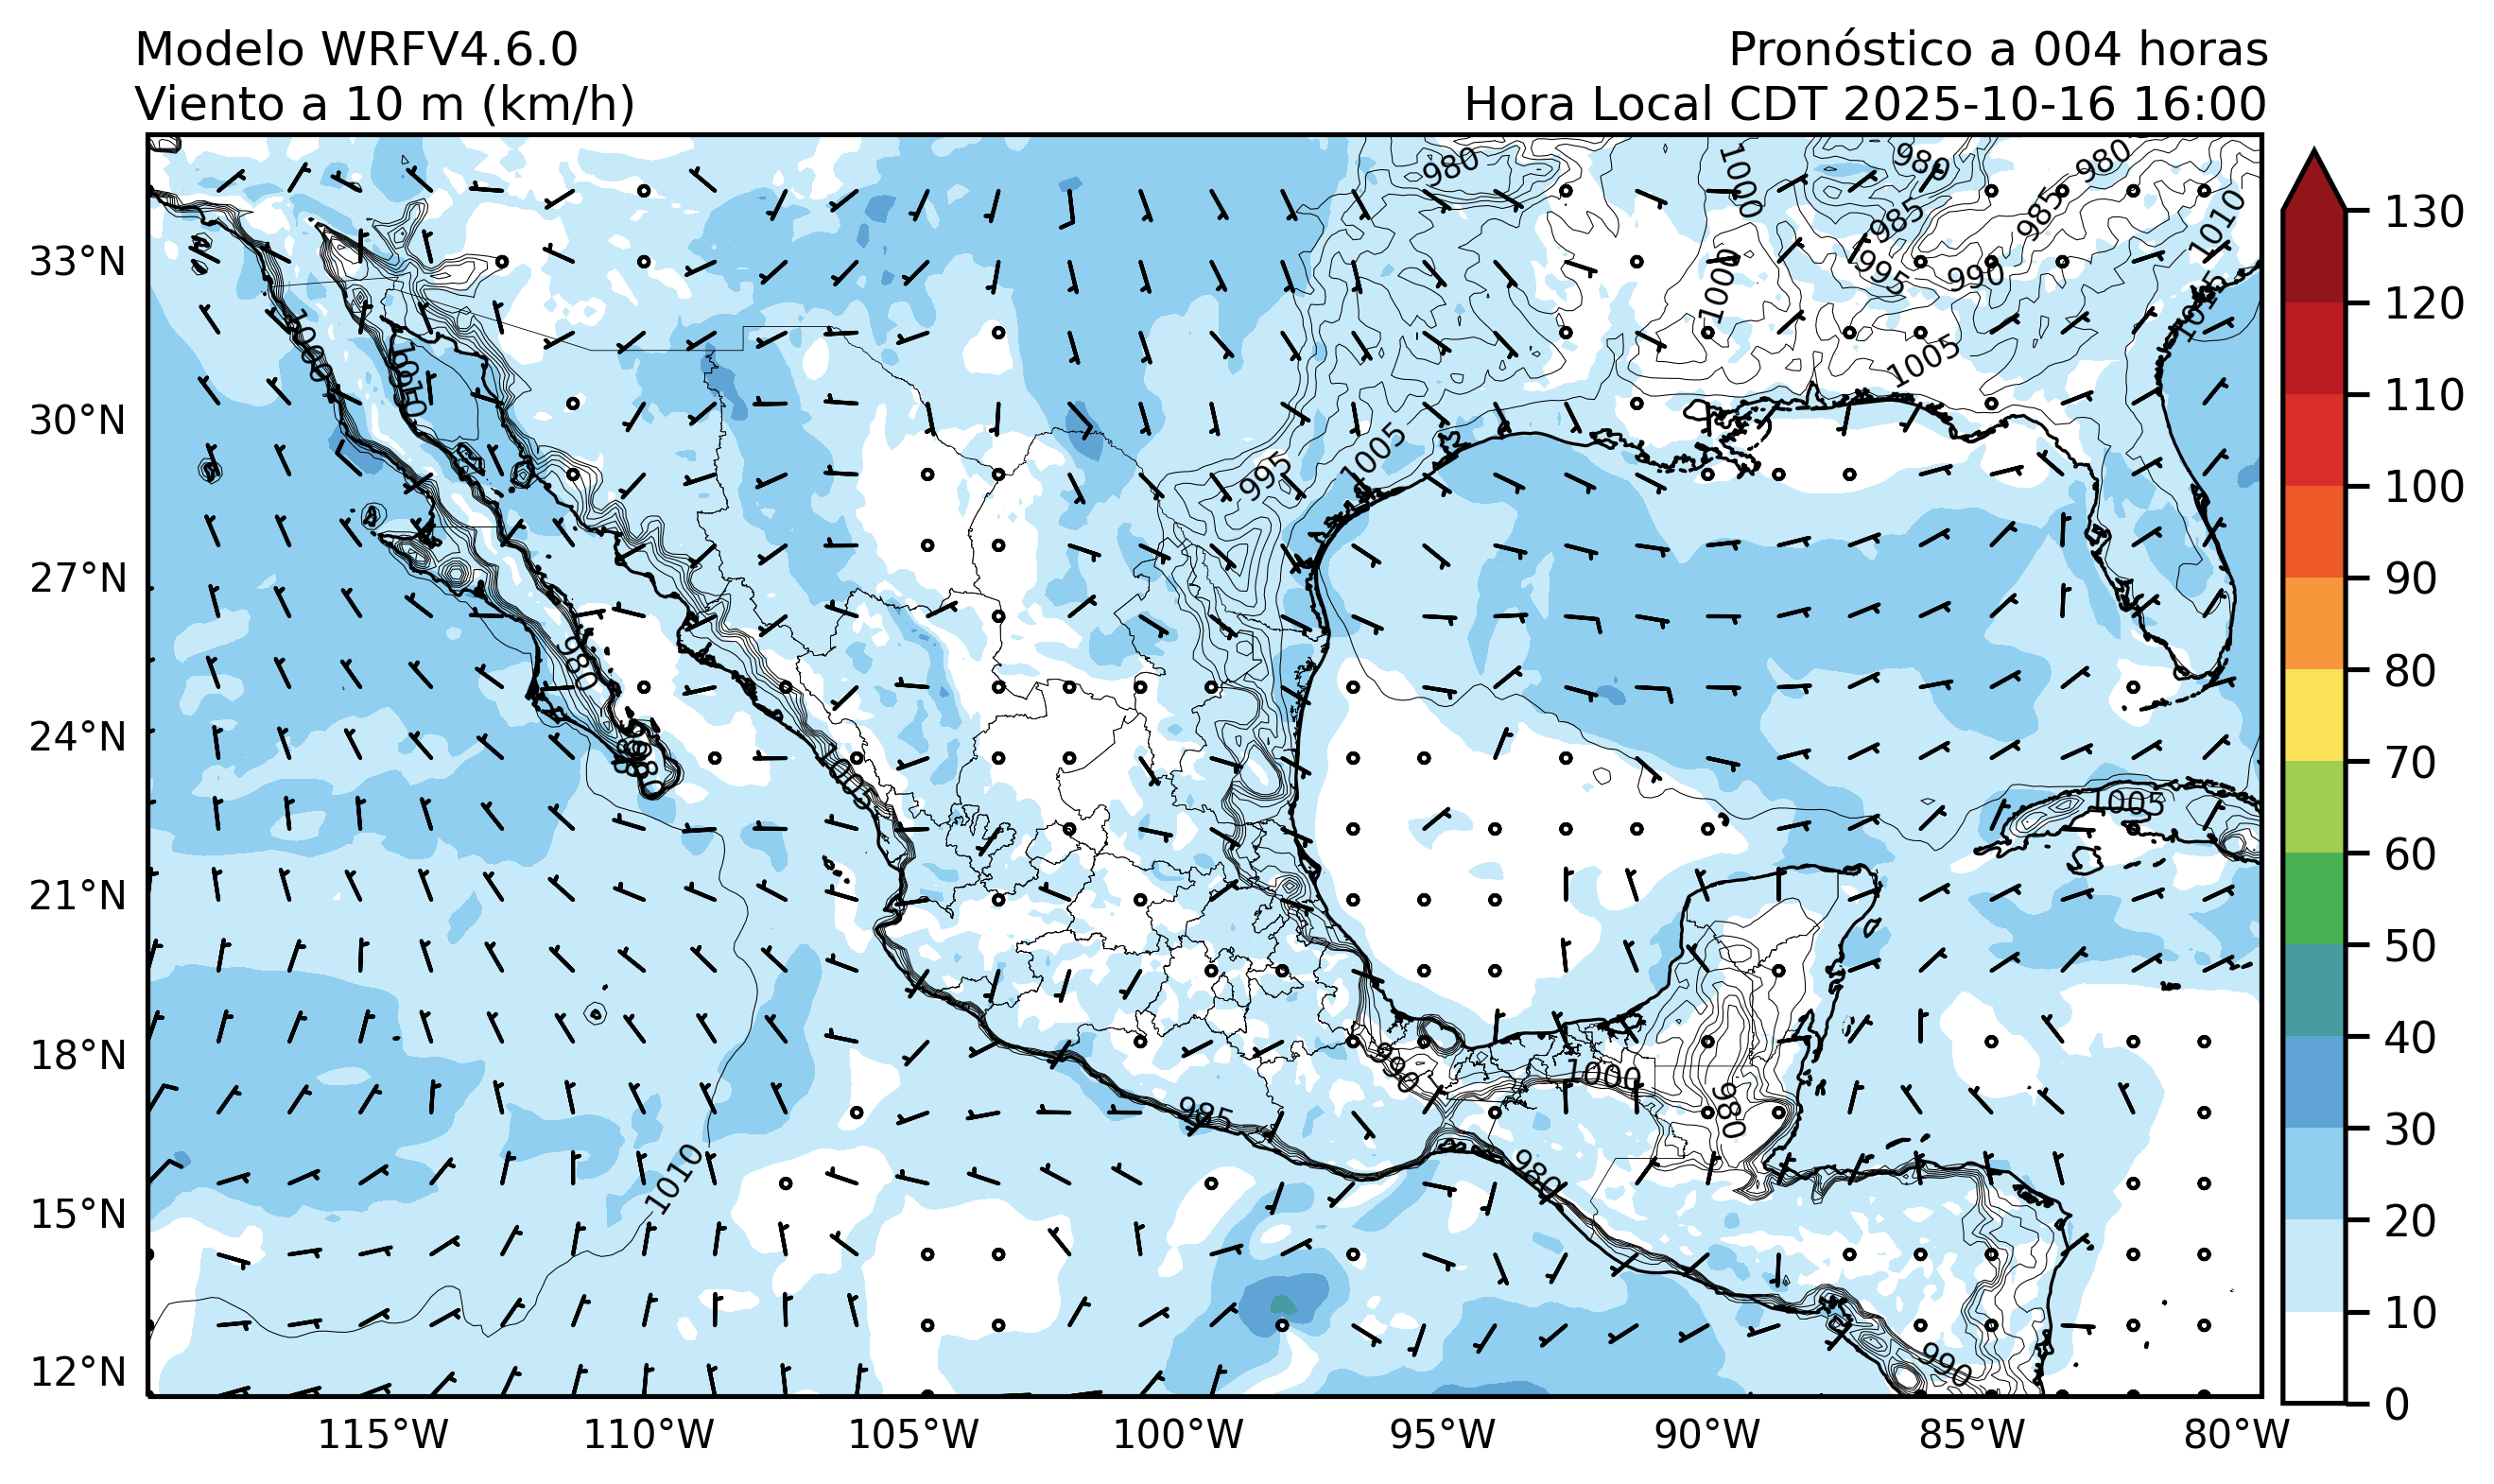 Modelo WRFV4.6.0
Viento a 10 m (km/h)
Pronóstico a 004 horas
Hora Local CDT 2025-10-16 16:00
33°N
30°N
27°N
24°N
21°N
18°N
15°N
12°N
115°W
110°W
105°W
100°W
95°W
90°W
85°W
80°W
130
120
110
100
90
80
70
60
50
40
30
20
10
0
980
1000
980
980
985
985
1010
995
990
1000
1005
1015
1000
1010
1005
995
980
1005
1005
990
1000
980
985
980
1010
990